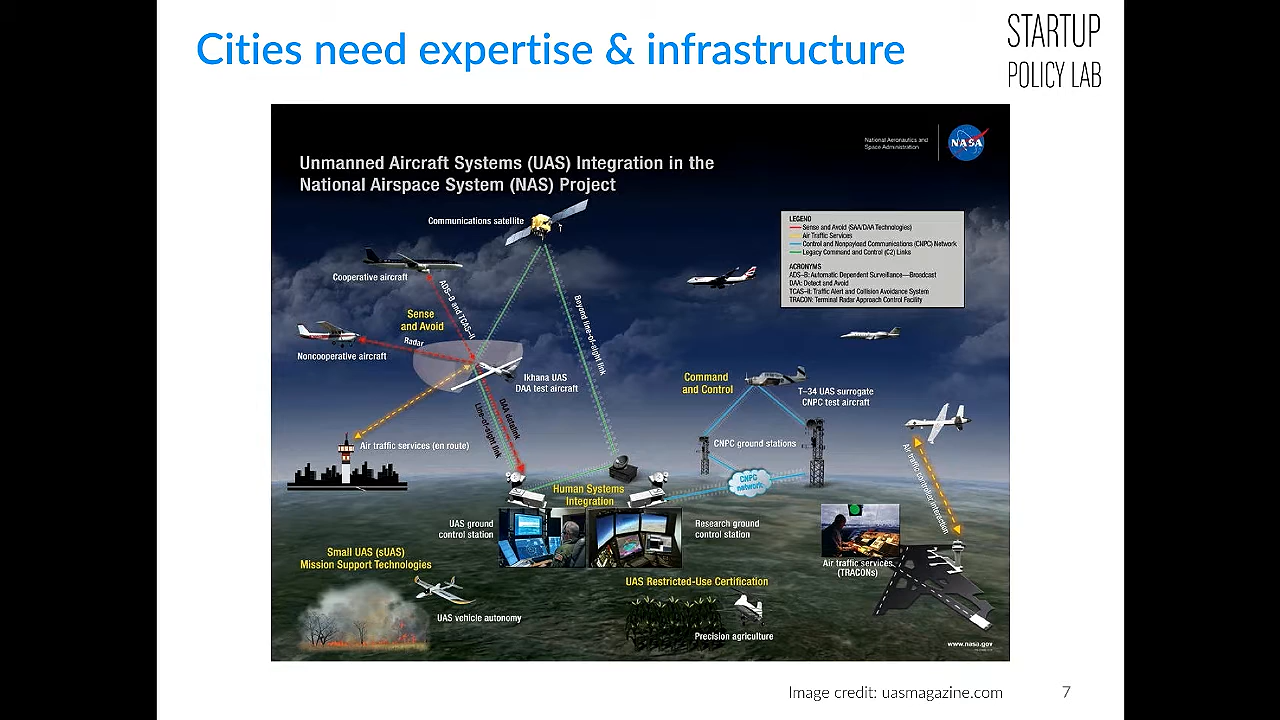 Cities need expertise & infrastructure
STARTUP
POLICY LAB
National Aeronautics and
Space Administration
NASA
Unmanned Aircraft Systems (UAS) Integration in the
National Airspace System (NAS) Project
Communications satellite
LEGEND
Sense and Avoid (SAA/DAA Technologies)
Air Traffic Services
Control and Nonpayload Communications (CNPC) Network
Legacy Command and Control (C2) Links
ACRONYMS
ADS–B: Automatic Dependent Surveillance—Broadcast
DAA: Detect and Avoid
TCAS–II: Traffic Alert and Collision Avoidance System
TRACON: Terminal Radar Approach Control Facility
Cooperative aircraft
ADS–B and TCAS–II
Sense
and Avoid
Radar
Noncooperative aircraft
Beyond line-of-sight link
Ikhana UAS
DAA test aircraft
Command
and Control
T–34 UAS surrogate
CNPC test aircraft
DAA datalink
Line-of-sight link
Air traffic services (en route)
CNPC ground stations
CNPC
network
Air traffic controller interaction
Human Systems
Integration
UAS ground
control station
Research ground
control station
Air traffic services
(TRACONs)
Small UAS (sUAS)
Mission Support Technologies
UAS vehicle autonomy
UAS Restricted-Use Certification
Precision agriculture
www.nasa.gov
Image credit: uasmagazine.com
7